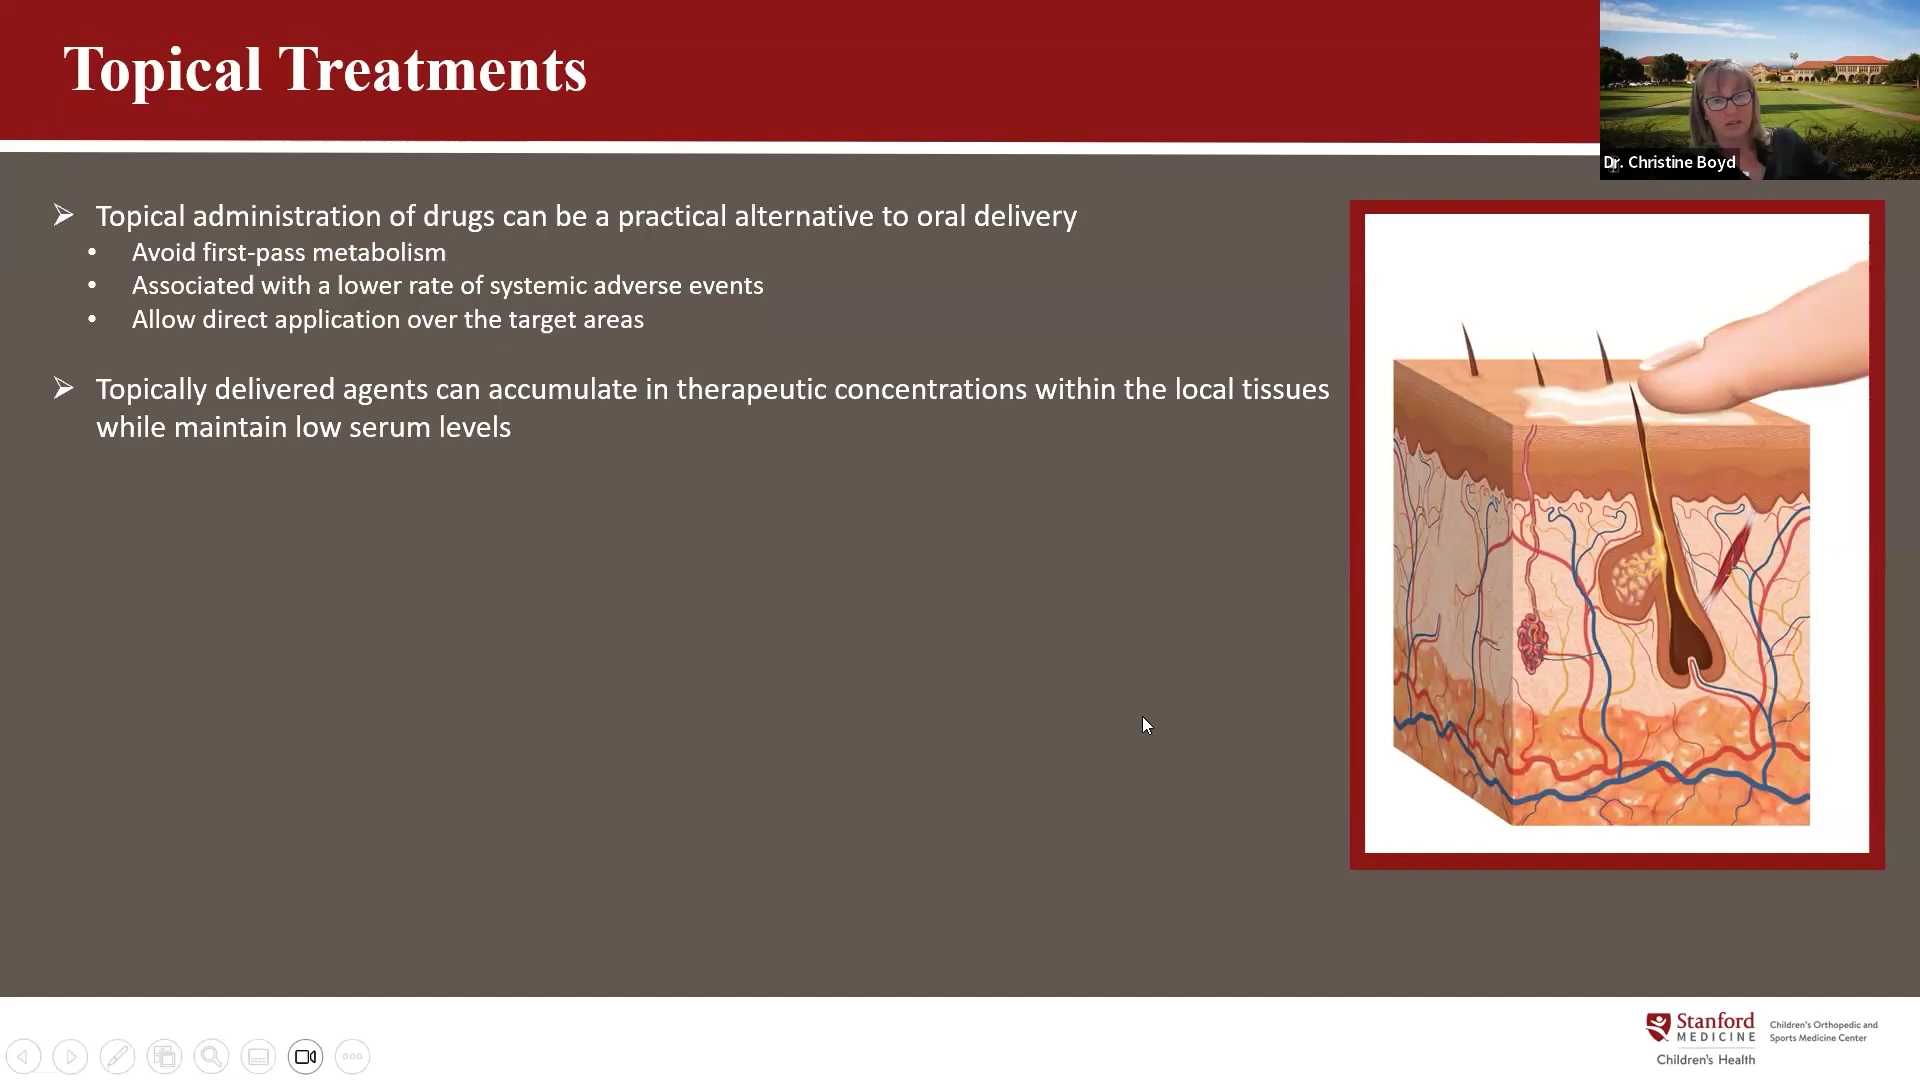 Topical Treatments
Dr. Christine Boyd
Topical administration of drugs can be a practical alternative to oral delivery
Avoid first-pass metabolism
Associated with a lower rate of systemic adverse events
Allow direct application over the target areas
Topically delivered agents can accumulate in therapeutic concentrations within the local tissues
while maintain low serum levels
Stanford
MEDICINE
Children's Health
Children's Orthopedic and
Sports Medicine Center